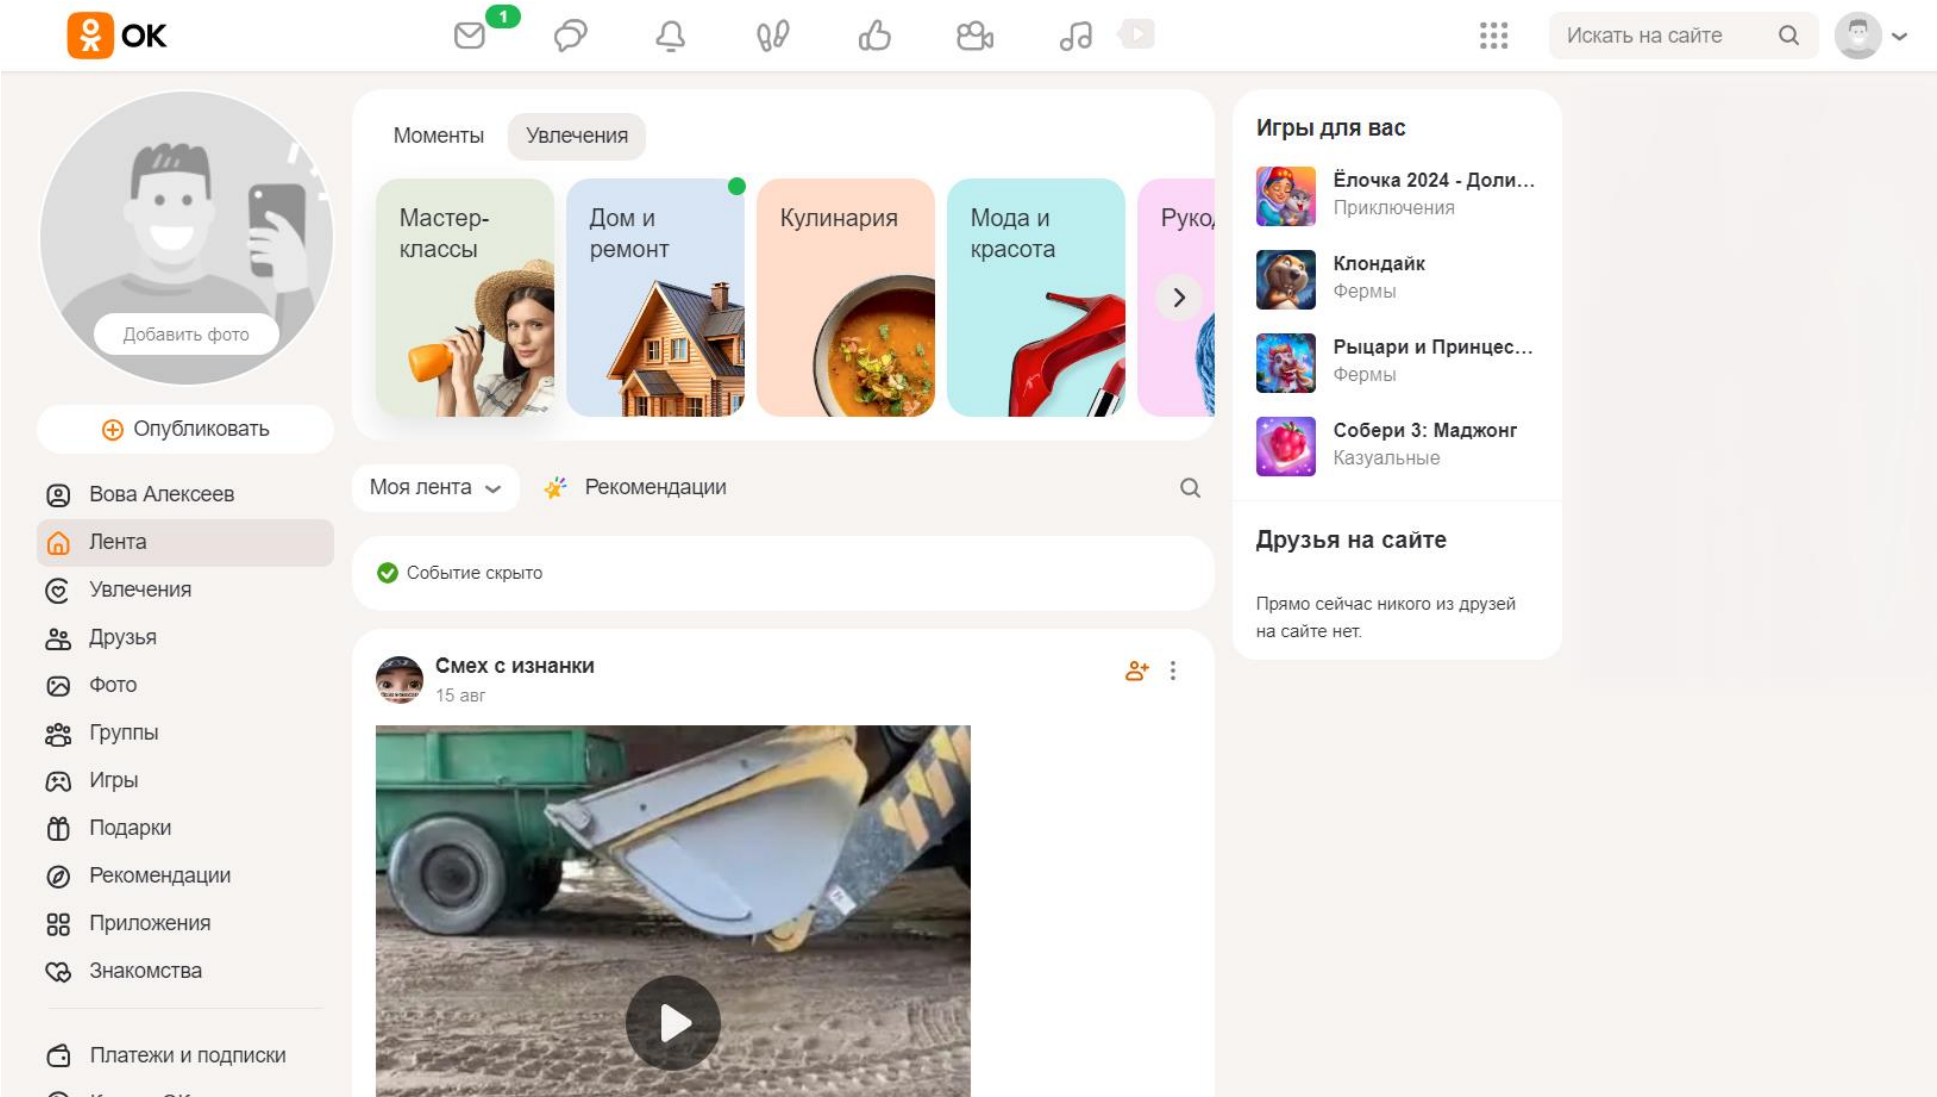 OK
1
Искать на сайте
Добавить фото
Опубликовать
Вова Алексеев
Лента
Увлечения
Друзья
Фото
Группы
Игры
Подарки
Рекомендации
Приложения
Знакомства
Платежи и подписки
Моменты
Увлечения
Мастер-
классы
Дом и
ремонт
Кулинария
Мода и
красота
Рукод
Моя лента
Рекомендации
Событие скрыто
Смех с изнанки
15 авг
Игры для вас
Ёлочка 2024 - Доли...
Приключения
Клондайк
Фермы
Рыцари и Принцес...
Фермы
Собери 3: Маджонг
Казуальные
Друзья на сайте
Прямо сейчас никого из друзей
на сайте нет.